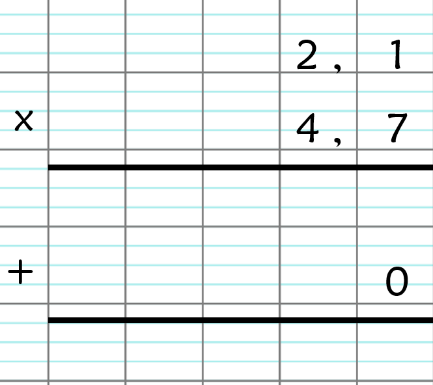 2,1
x 4,7
+ 0